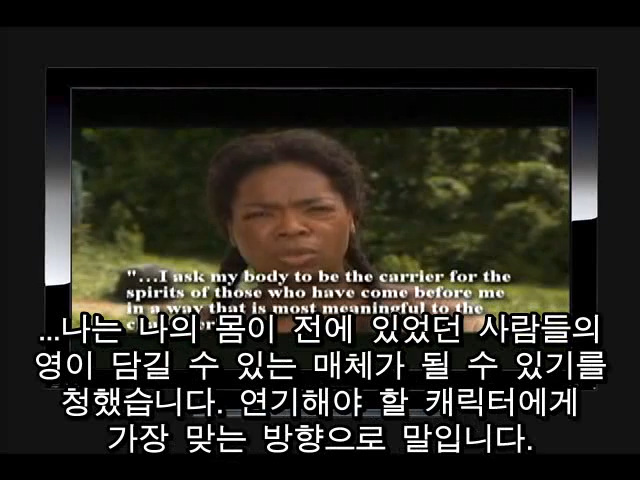 "...I ask my body to be the carrier for the
spirits of those who have come before me
in a way that is most meaningful to the
...나는 나의 몸이 전에 있었던 사람들의
영이 담길 수 있는 매체가 될 수 있기를
청했습니다. 연기해야 할 캐릭터에게
가장 맞는 방향으로 말입니다.